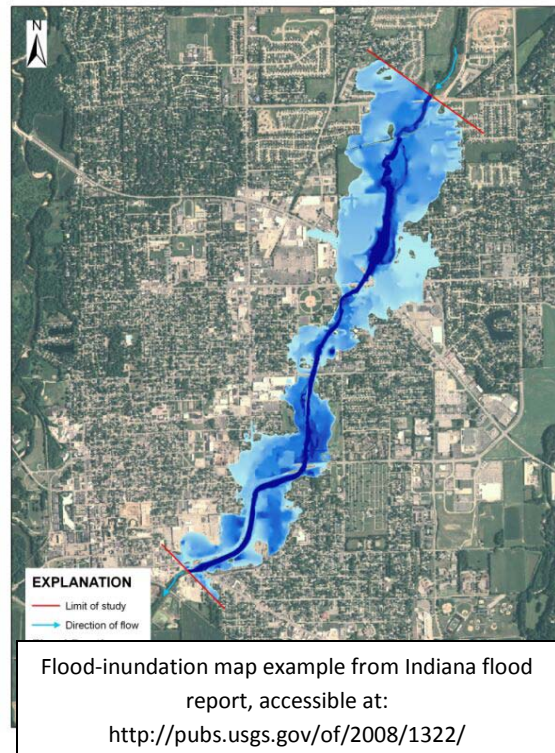 N
EXPLANATION
Limit of study
Direction of flow
Flood-inundation map example from Indiana flood
report, accessible at:
http://pubs.usgs.gov/of/2008/1322/